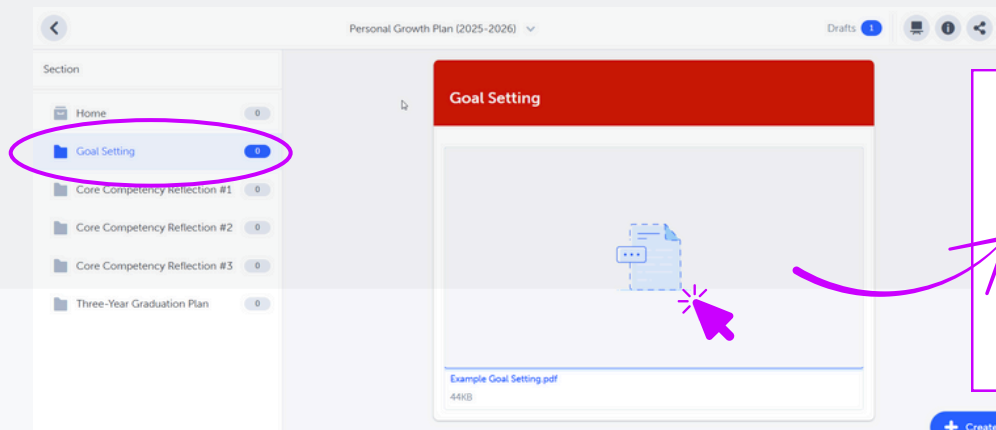 Personal Growth Plan (2025-2026)
Drafts 1
Section
Home 0
Goal Setting 0
Core Competency Reflection #1 0
Core Competency Reflection #2 0
Core Competency Reflection #3 0
Three-Year Graduation Plan 0
Goal Setting
Example Goal Setting.pdf
44KB
Create